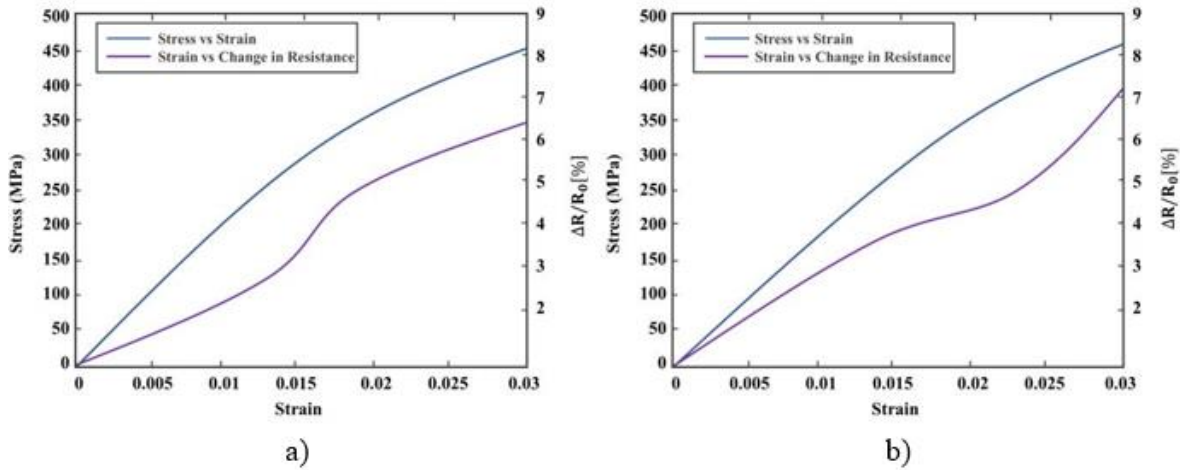 500
450
400
350
300
250
200
150
100
50
0
Stress (MPa)
Stress vs Strain
Strain vs Change in Resistance
9
8
7
6
5
4
3
2
ΔR/R₀[%]
0 0.005 0.01 0.015 0.02 0.025 0.03
Strain
a)
500
450
400
350
300
250
200
150
100
50
0
Stress (MPa)
Stress vs Strain
Strain vs Change in Resistance
9
8
7
6
5
4
3
2
ΔR/R₀[%]
0 0.005 0.01 0.015 0.02 0.025 0.03
Strain
b)